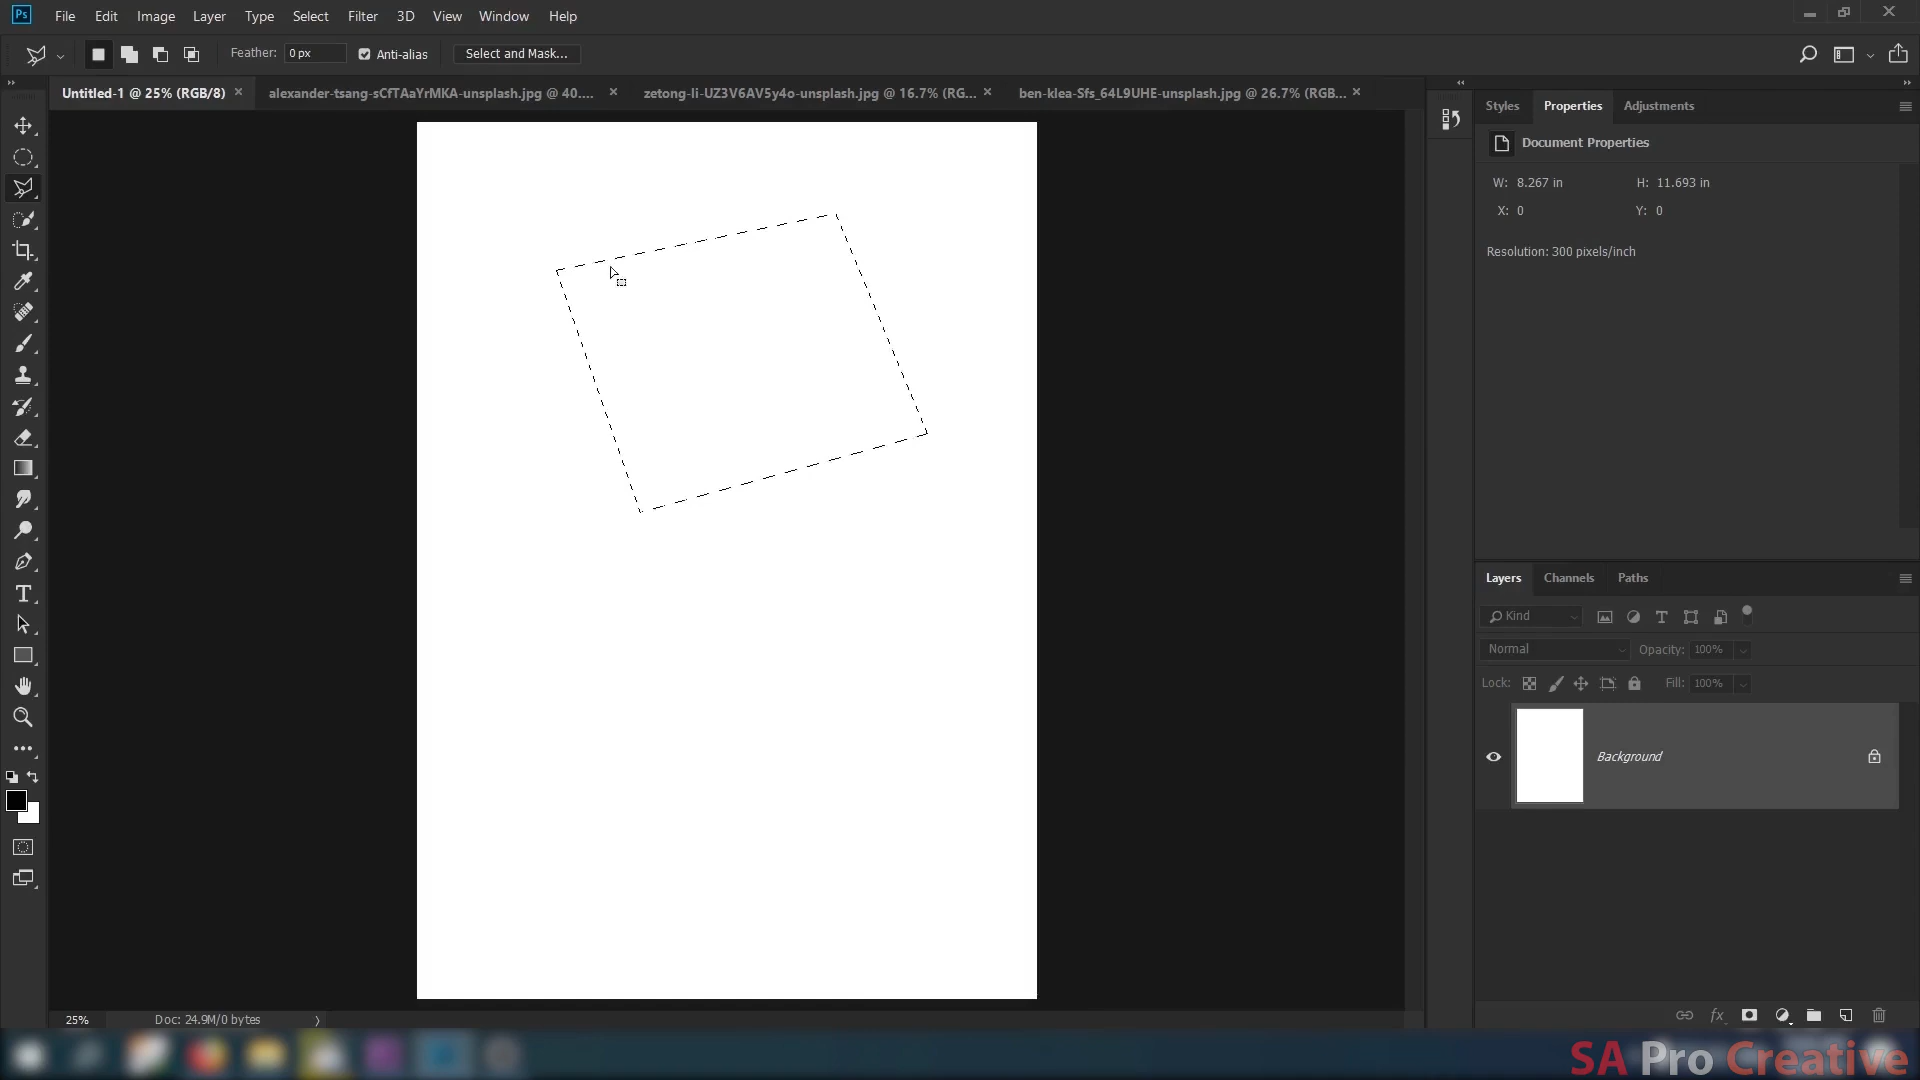 Ps File Edit Image Layer Type Select Filter 3D View Window Help
Feather: 0 px Anti-alias Select and Mask...
Untitled-1 @ 25% (RGB/8) × alexander-tsang-sCfTAaYrMKA-unsplash.jpg @ 40.... × zetong-li-UZ3V6AV5y4o-unsplash.jpg @ 16.7% (RG... × ben-klea-Sfs_64L9UHE-unsplash.jpg @ 26.7% (RGB... ×
Styles Properties Adjustments
Document Properties
W: 8.267 in H: 11.693 in
X: 0 Y: 0
Resolution: 300 pixels/inch
Layers Channels Paths
Kind
Normal Opacity: 100%
Lock: Fill: 100%
Background
fx
25% Doc: 24.9M/0 bytes
SA Pro Creative